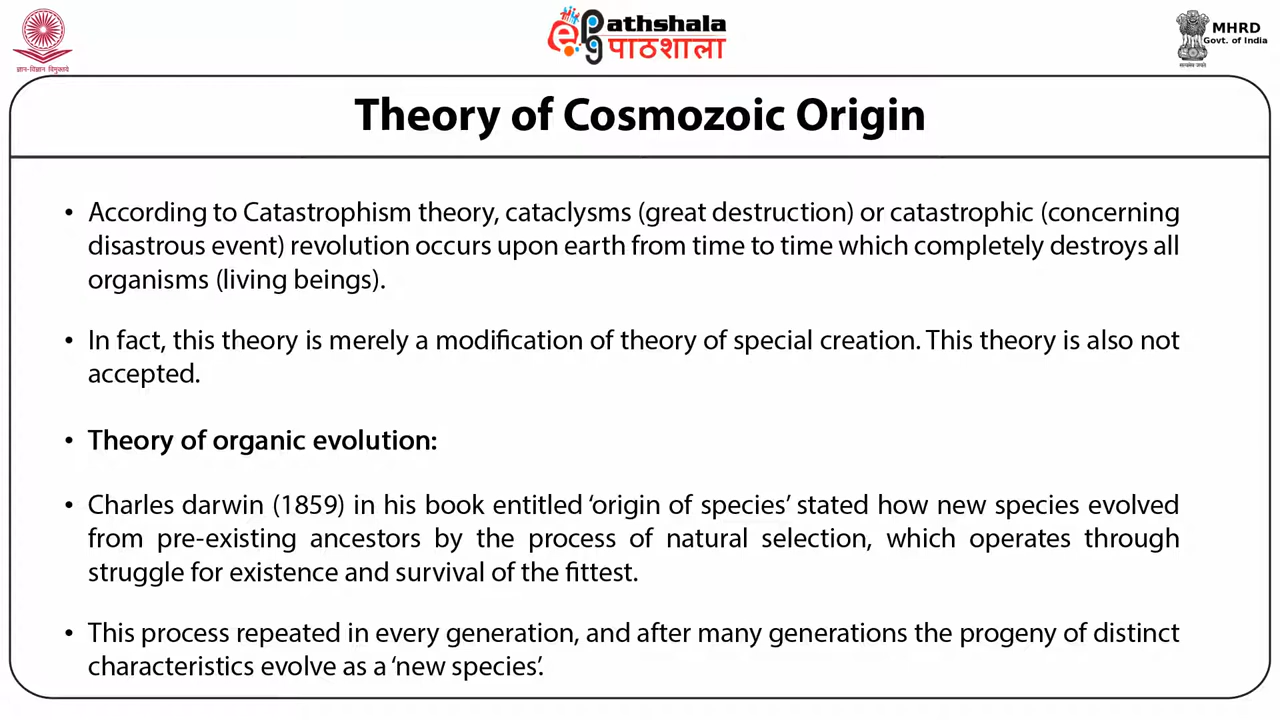 ePathshala
पाठशाला
MHRD
Govt. of India
ज्ञान-विज्ञान विमुक्तये
सत्यमेव जयते
Theory of Cosmozoic Origin
• According to Catastrophism theory, cataclysms (great destruction) or catastrophic (concerning
disastrous event) revolution occurs upon earth from time to time which completely destroys all
organisms (living beings).
• In fact, this theory is merely a modification of theory of special creation. This theory is also not
accepted.
• Theory of organic evolution:
• Charles darwin (1859) in his book entitled ‘origin of species’ stated how new species evolved
from pre-existing ancestors by the process of natural selection, which operates through
struggle for existence and survival of the fittest.
• This process repeated in every generation, and after many generations the progeny of distinct
characteristics evolve as a ‘new species’.